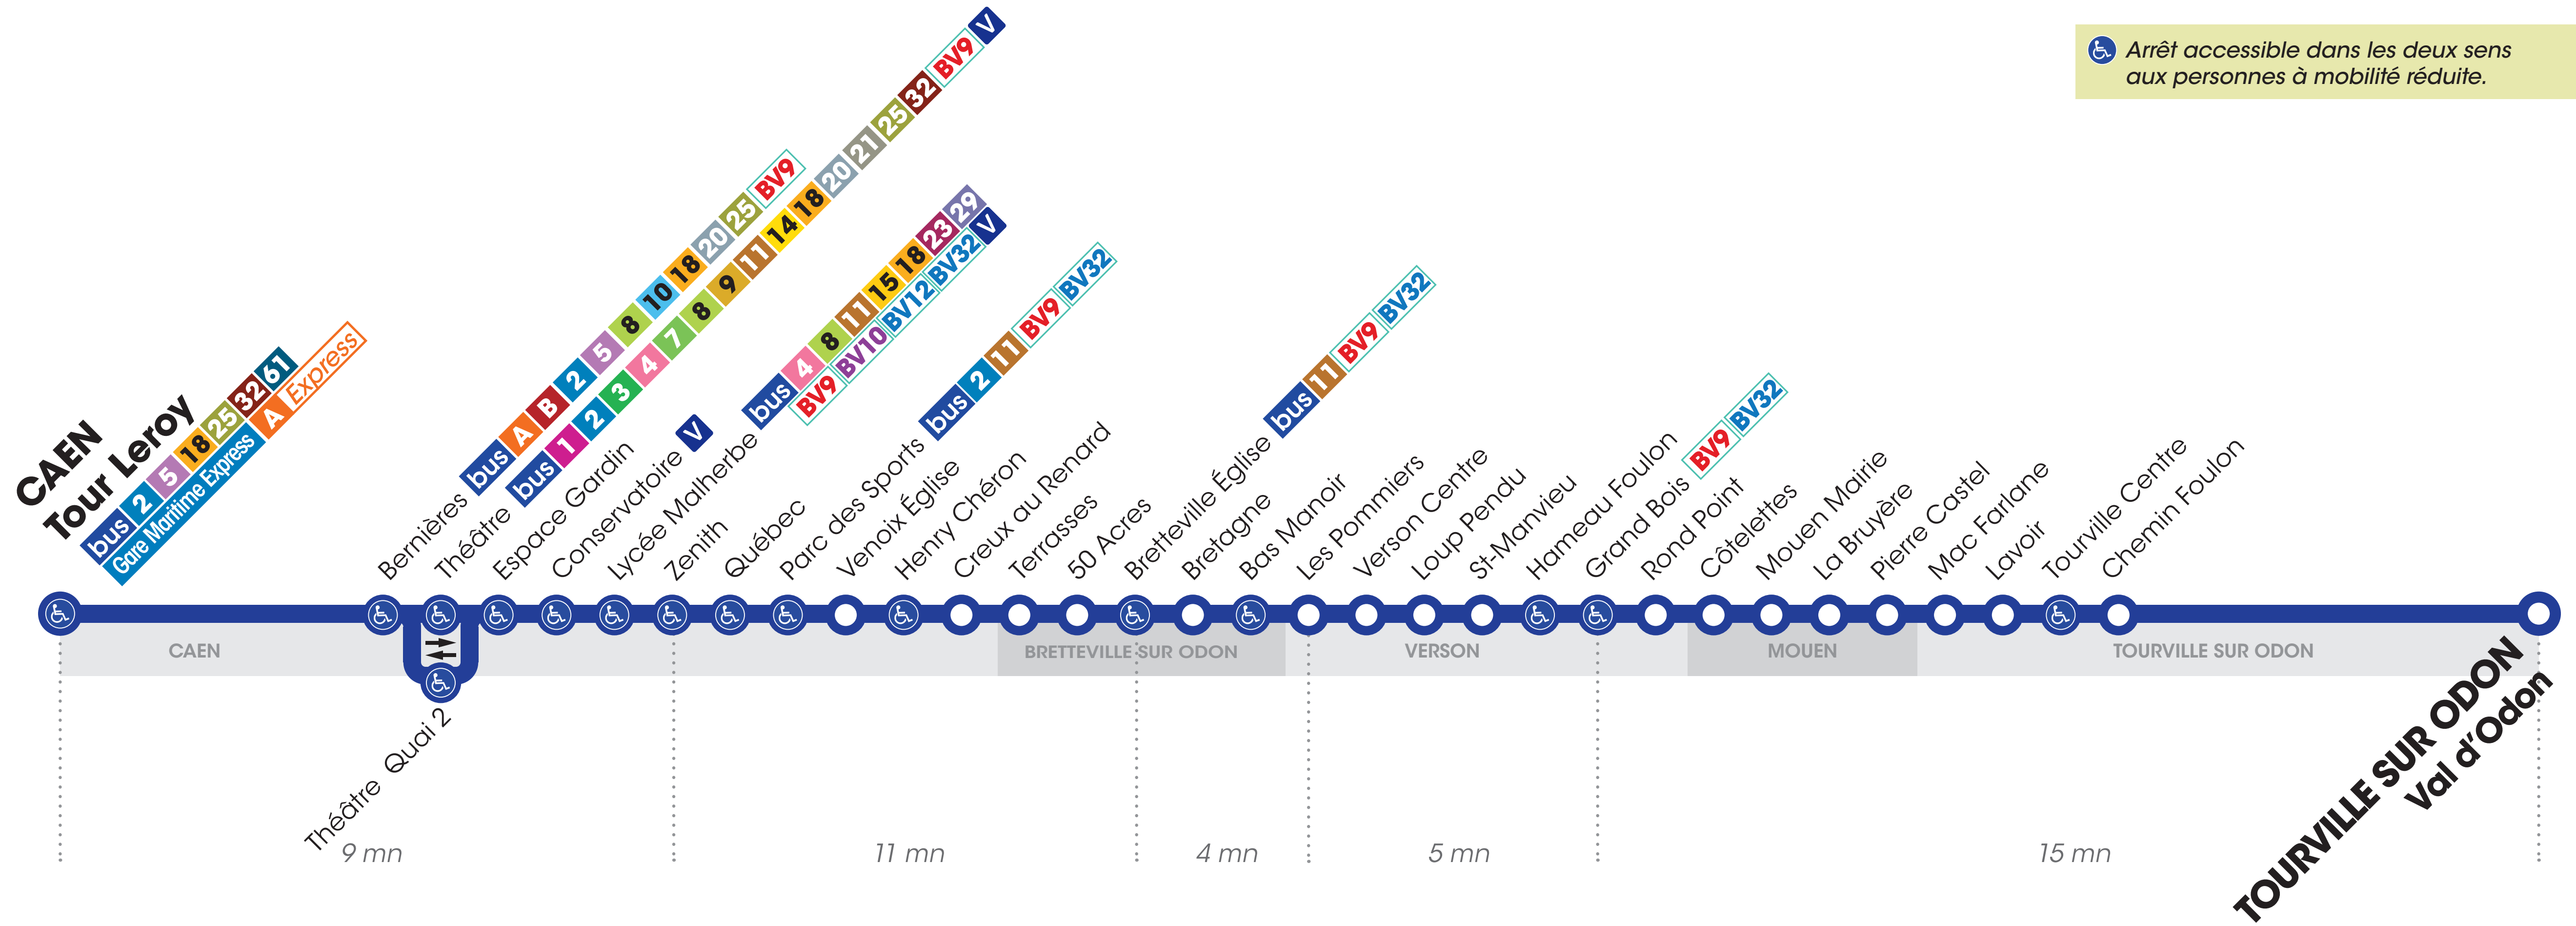 Arrêt accessible dans les deux sens
aux personnes à mobilité réduite.
CAEN
Tour Leroy
bus 2 5 18 25 32 61
Gare Maritime Express A Express
Bernières bus A B 2 5 8 10 18 20 25 BV9
Théâtre bus 1 2 3 4 7 8 9 11 14 18 20 21 25 32 BV9 V
Espace Gardin
Conservatoire V
Lycée Malherbe bus 4 8 11 15 18 23 29
BV9 BV10 BV12 BV32 V
Zenith
Québec
Parc des Sports bus 2 11 BV9 BV32
Venoix Église
Henry Chéron
Creux au Renard
Terrasses
50 Acres
Bretteville Église bus 11 BV9 BV32
Bretagne
Bas Manoir
Les Pommiers
Verson Centre
Loup Pendu
St-Manvieu
Hameau Foulon
Grand Bois BV9 BV32
Rond Point
Côtelettes
Mouen Mairie
La Bruyère
Pierre Castel
Mac Farlane
Lavoir
Tourville Centre
Chemin Foulon
CAEN
BRETTEVILLE SUR ODON
VERSON
MOUEN
TOURVILLE SUR ODON
Théâtre Quai 2
TOURVILLE SUR ODON
Val d'Odon
9 mn
11 mn
4 mn
5 mn
15 mn